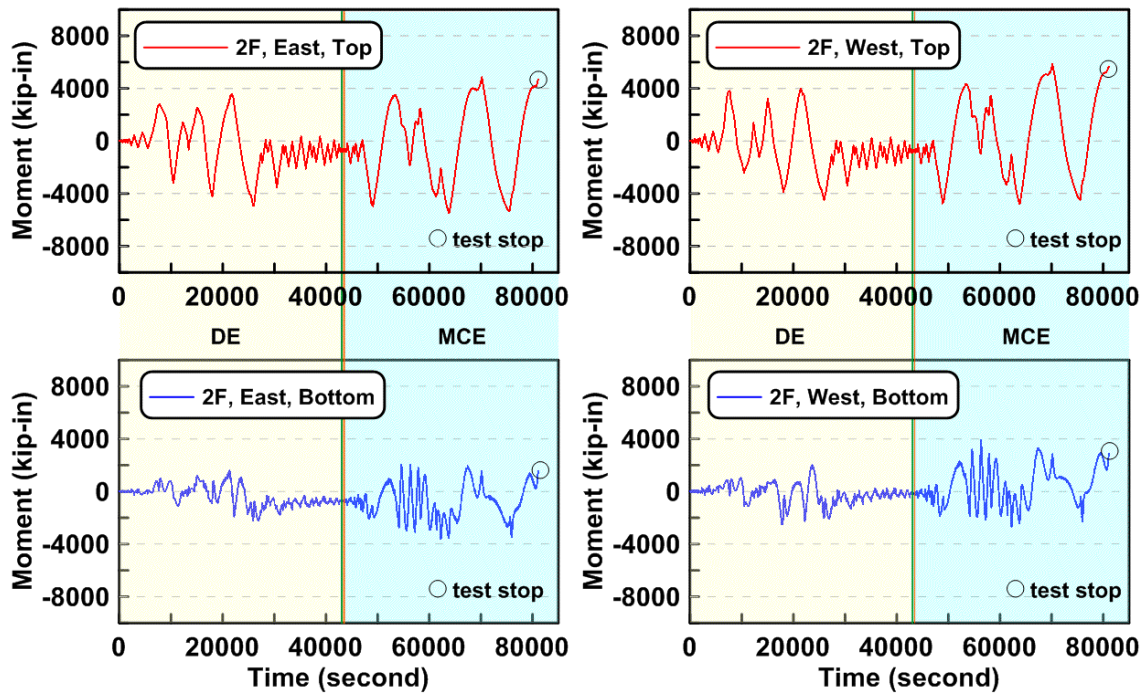 8000
4000
0
-4000
-8000
Moment (kip-in)
2F, East, Top
test stop
0 20000 40000 60000 80000
DE MCE
8000
4000
0
-4000
-8000
Moment (kip-in)
2F, West, Top
test stop
0 20000 40000 60000 80000
DE MCE
8000
4000
0
-4000
-8000
Moment (kip-in)
2F, East, Bottom
test stop
0 20000 40000 60000 80000
Time (second)
8000
4000
0
-4000
-8000
Moment (kip-in)
2F, West, Bottom
test stop
0 20000 40000 60000 80000
Time (second)